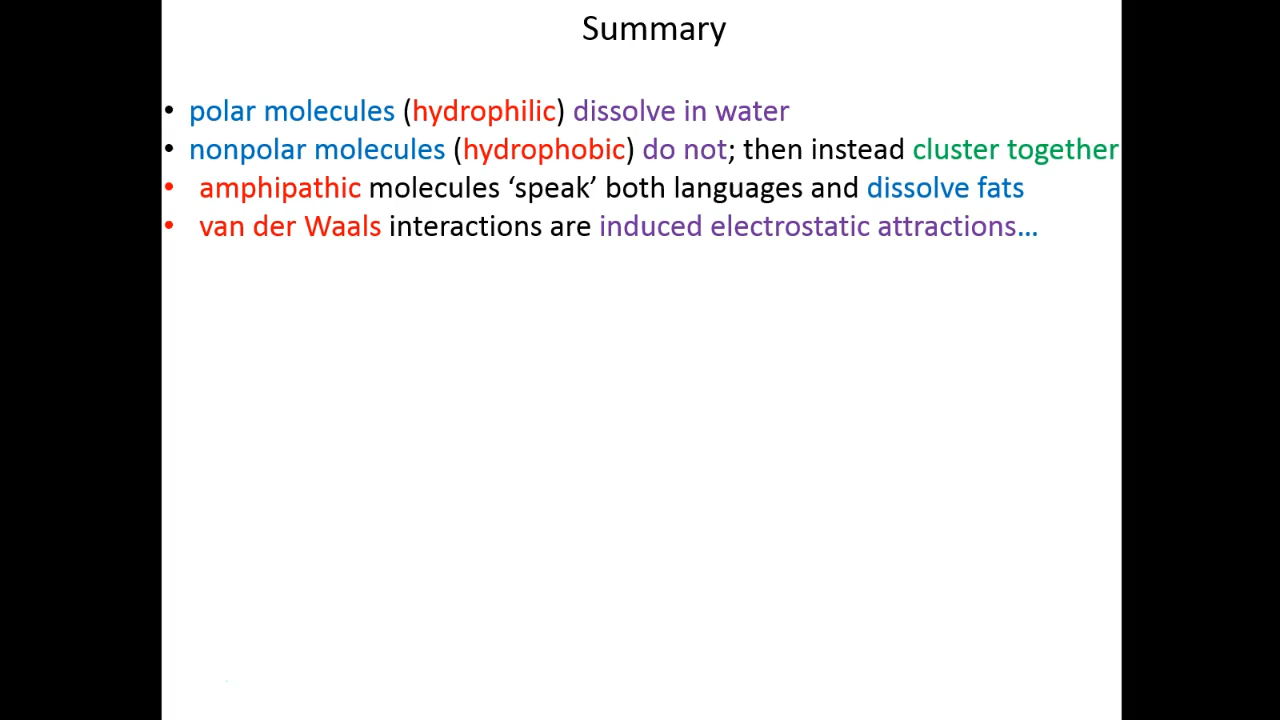 Summary
• polar molecules (hydrophilic) dissolve in water
• nonpolar molecules (hydrophobic) do not; then instead cluster together
• amphipathic molecules ‘speak’ both languages and dissolve fats
• van der Waals interactions are induced electrostatic attractions…